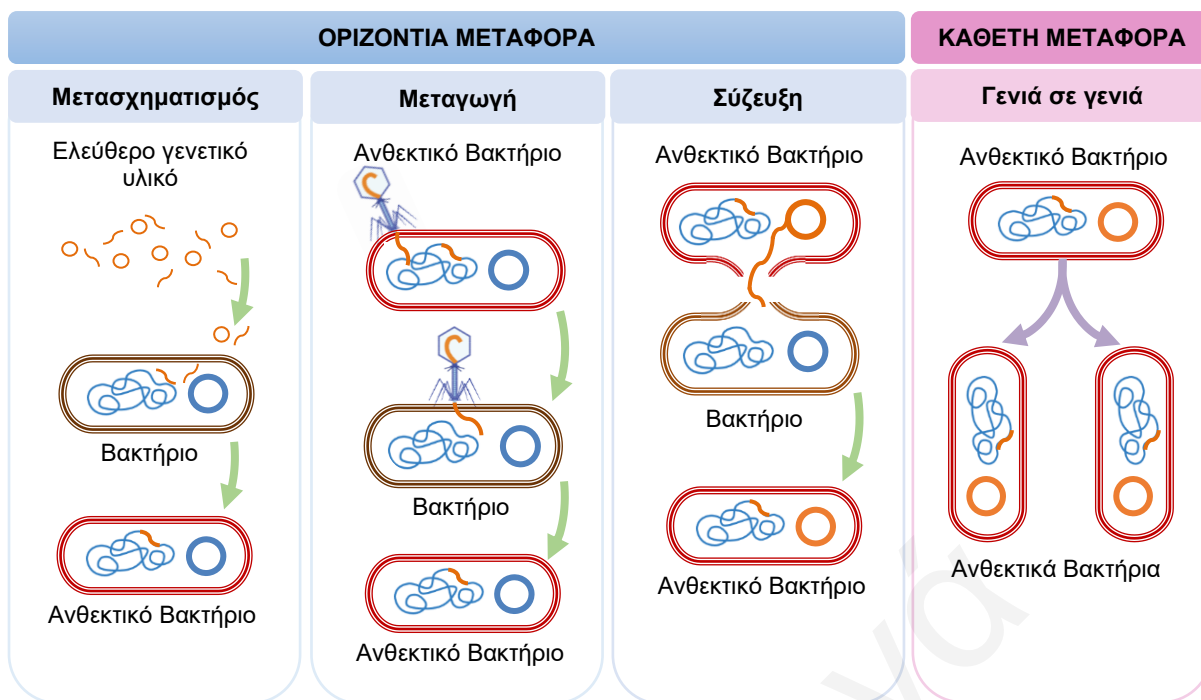 ΟΡΙΖΟΝΤΙΑ ΜΕΤΑΦΟΡΑ
ΚΑΘΕΤΗ ΜΕΤΑΦΟΡΑ
Μετασχηματισμός
Ελεύθερο γενετικό
υλικό
Βακτήριο
Ανθεκτικό Βακτήριο
Μεταγωγή
Ανθεκτικό Βακτήριο
Βακτήριο
Ανθεκτικό Βακτήριο
Σύζευξη
Ανθεκτικό Βακτήριο
Βακτήριο
Ανθεκτικό Βακτήριο
Γενιά σε γενιά
Ανθεκτικό Βακτήριο
Ανθεκτικά Βακτήρια